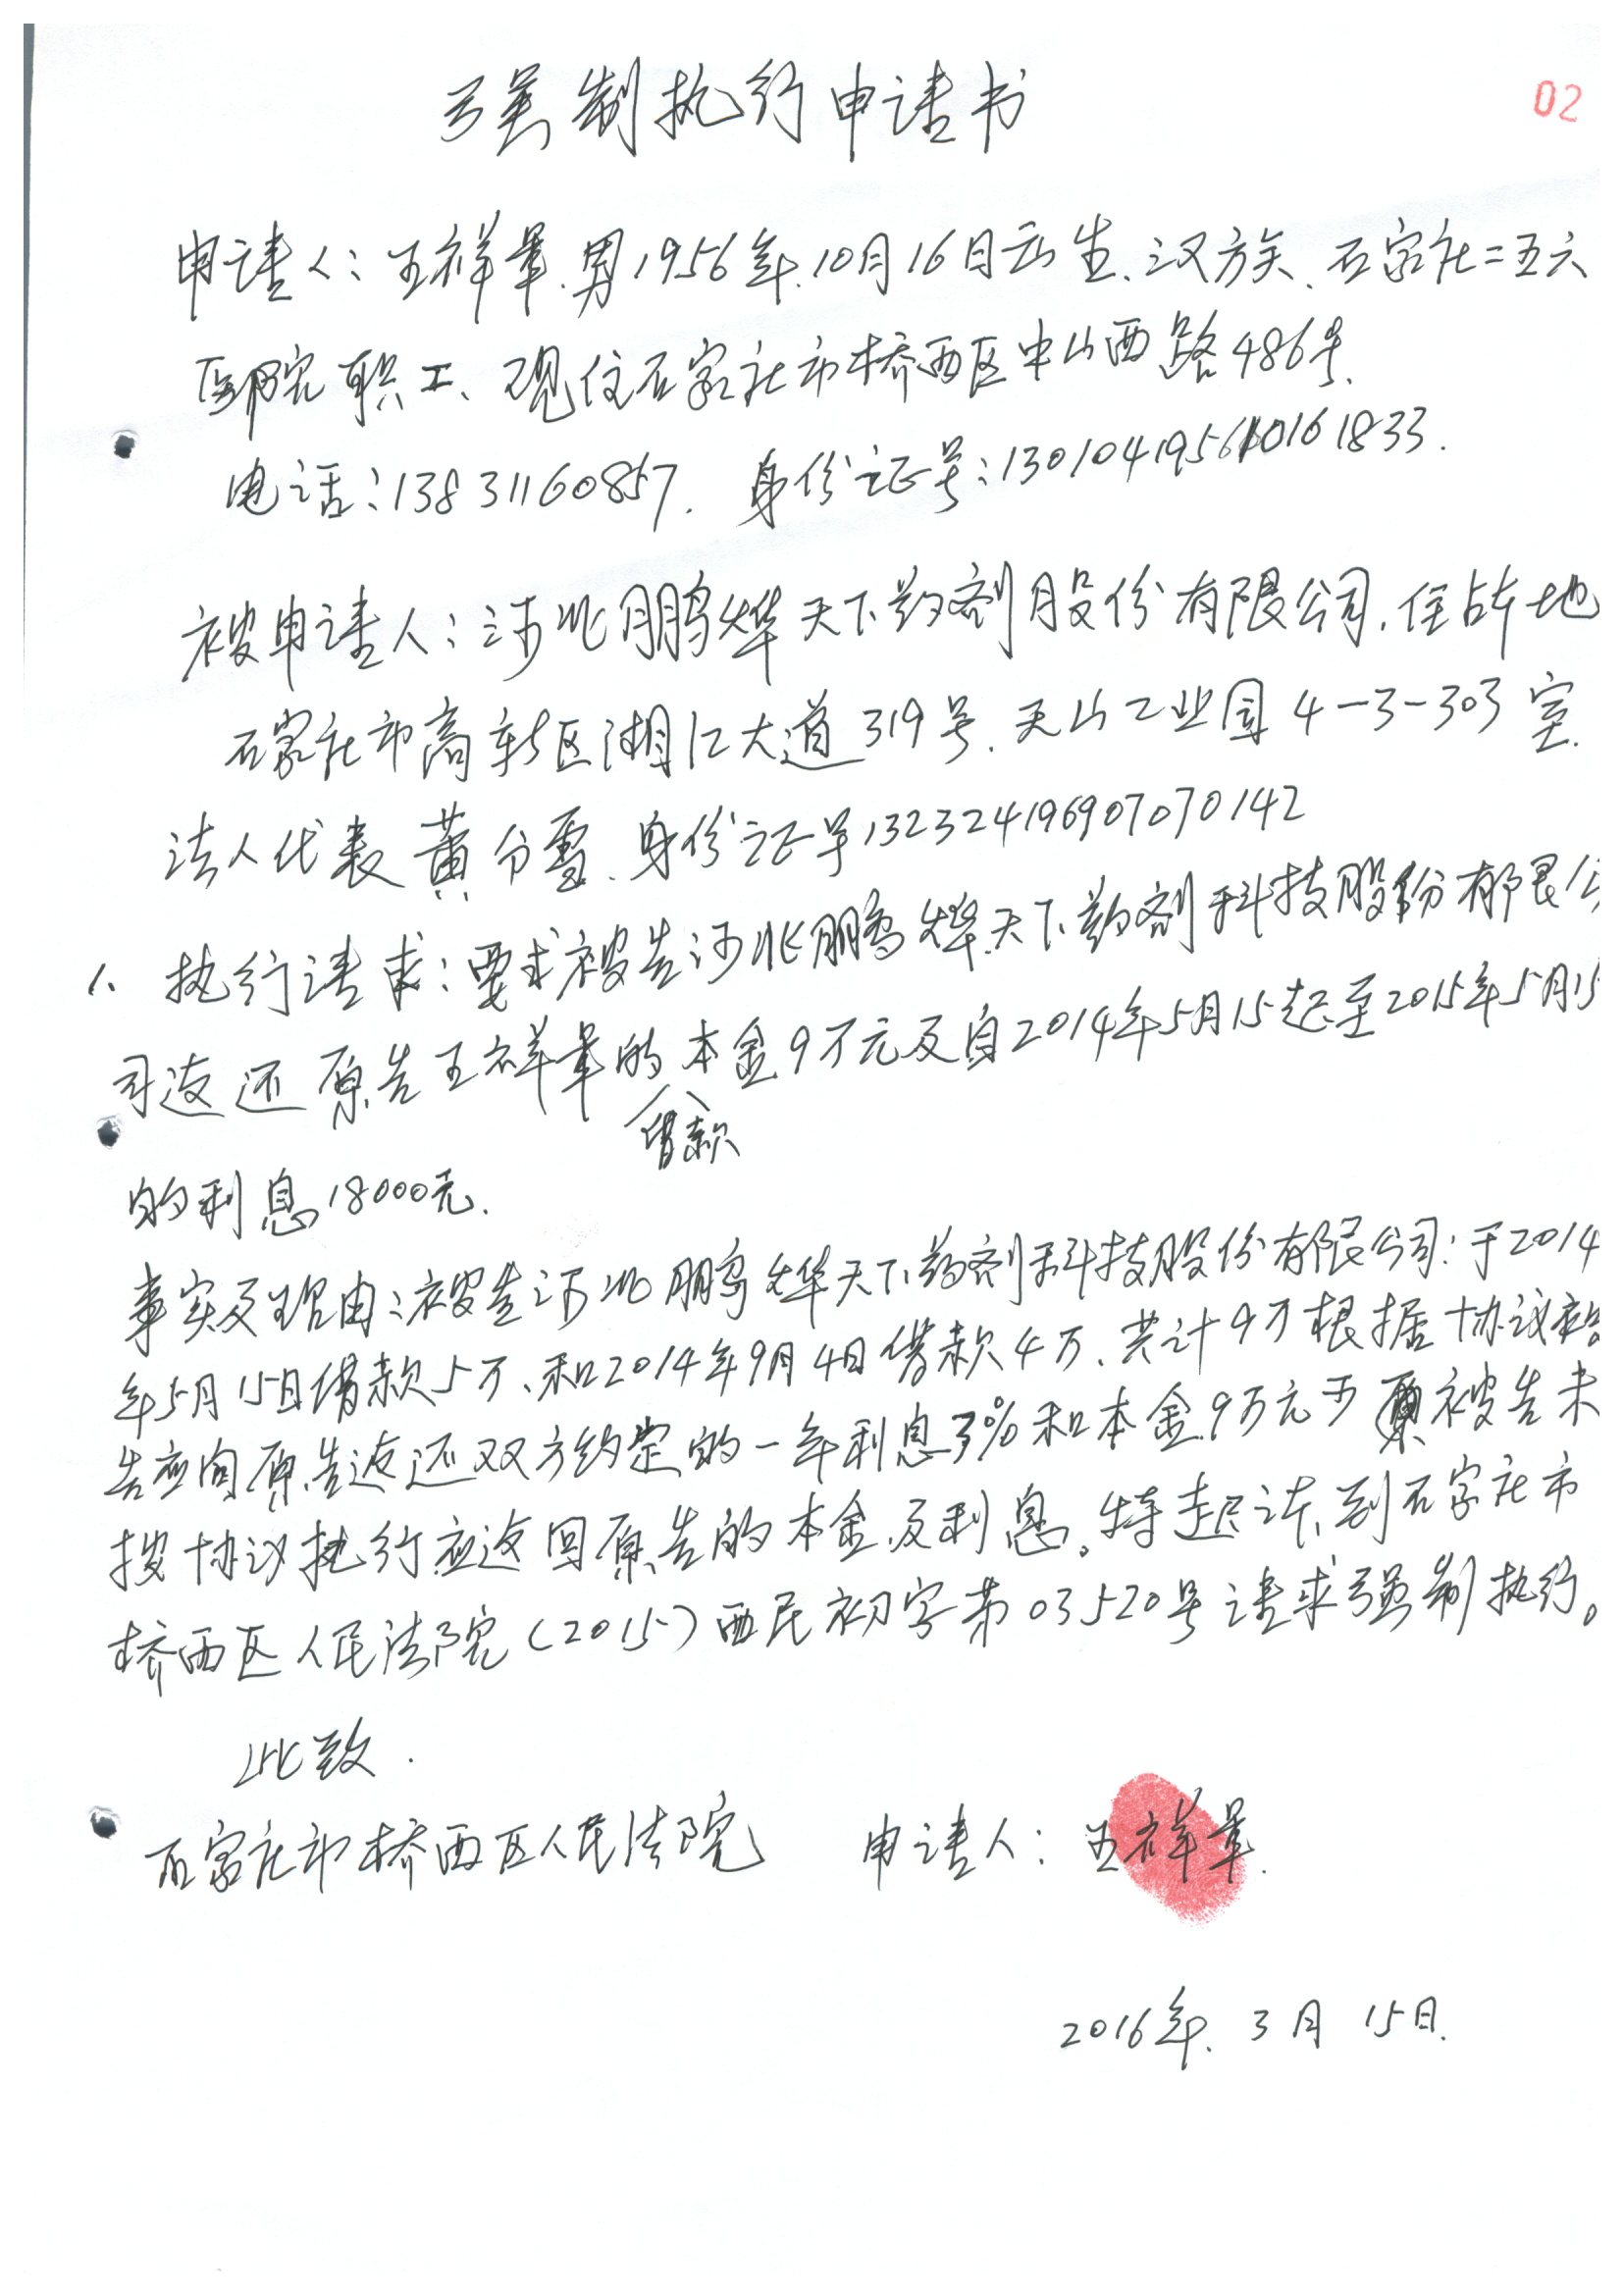 02
强制执行申请书
申请人：王祥军.男1956年.10月16日出生.汉族.石家庄二五六
医院职工、现住石家庄市桥西区中山西路486号.
电话：13831160857. 身份证号：130104195610161833.
被申请人：河北鹏烨天下药剂股份有限公司.住所地
石家庄市高新区湘江大道319号.天山工业园4-3-303室.
法人代表黄分雪.身份证号132324196907070142
1、执行请求：要求被告河北鹏烨天下药剂科技股份有限公
司返还原告王祥军的借款本金9万元及自2014年5月15起至2015年5月15
的利息18000元.
事实及理由：被告河北鹏烨天下药剂科技股份有限公司：于2014
年5月15日借款5万、和2014年9月4日借款4万、共计9万根据协议被
告应向原告返还双方约定的一年利息3%和本金9万元 被告未
按协议执行应返回原告的本金及利息。特起诉到石家庄市
桥西区人民法院（2015）西民初字第03520号请求强制执行。
此致.
石家庄市桥西区人民法院 申请人：王祥军.
2016年.3月15日.